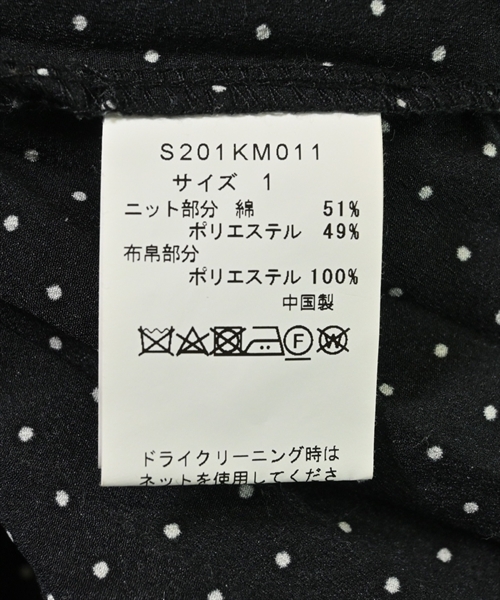 S201KM011
サイズ 1
ニット部分 綿 51%
ポリエステル 49%
布帛部分
ポリエステル 100%
中国製
F W
ドライクリーニング時は
ネットを使用してくださ